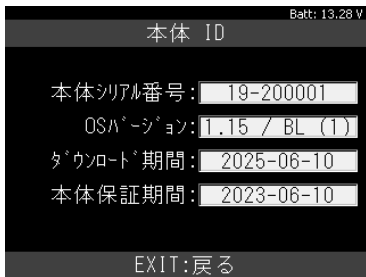 Batt: 13.28 V
本体 ID
本体ｼﾘｱﾙ番号: 19-200001
OSﾊﾞｰｼﾞｮﾝ: 1.15 / BL (1)
ﾀﾞｳﾝﾛｰﾄﾞ期間: 2025-06-10
本体保証期間: 2023-06-10
EXIT:戻る